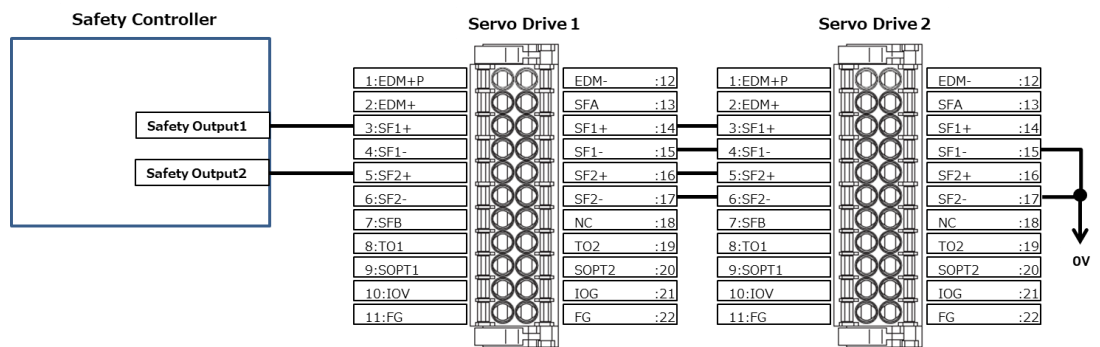 Safety Controller
Servo Drive 1
Servo Drive 2
1:EDM+P EDM- :12 1:EDM+P EDM- :12
2:EDM+ SFA :13 2:EDM+ SFA :13
Safety Output1 3:SF1+ SF1+ :14 3:SF1+ SF1+ :14
4:SF1- SF1- :15 4:SF1- SF1- :15
Safety Output2 5:SF2+ SF2+ :16 5:SF2+ SF2+ :16
6:SF2- SF2- :17 6:SF2- SF2- :17
7:SFB NC :18 7:SFB NC :18
8:TO1 TO2 :19 8:TO1 TO2 :19
9:SOPT1 SOPT2 :20 9:SOPT1 SOPT2 :20
0V
10:IOV IOG :21 10:IOV IOG :21
11:FG FG :22 11:FG FG :22